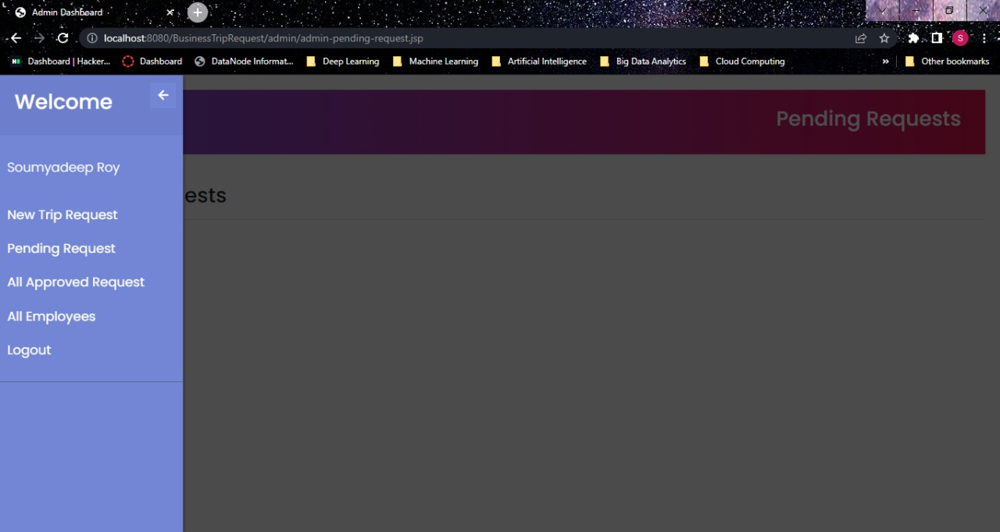 Admin Dashboard
localhost:8080/BusinessTripRequest/admin/admin-pending-request.jsp
S
Dashboard | Hacker... Dashboard DataNode Informat... Deep Learning Machine Learning Artificial Intelligence Big Data Analytics Cloud Computing » Other bookmarks
Welcome
Pending Requests
Soumyadeep Roy
ests
New Trip Request
Pending Request
All Approved Request
All Employees
Logout